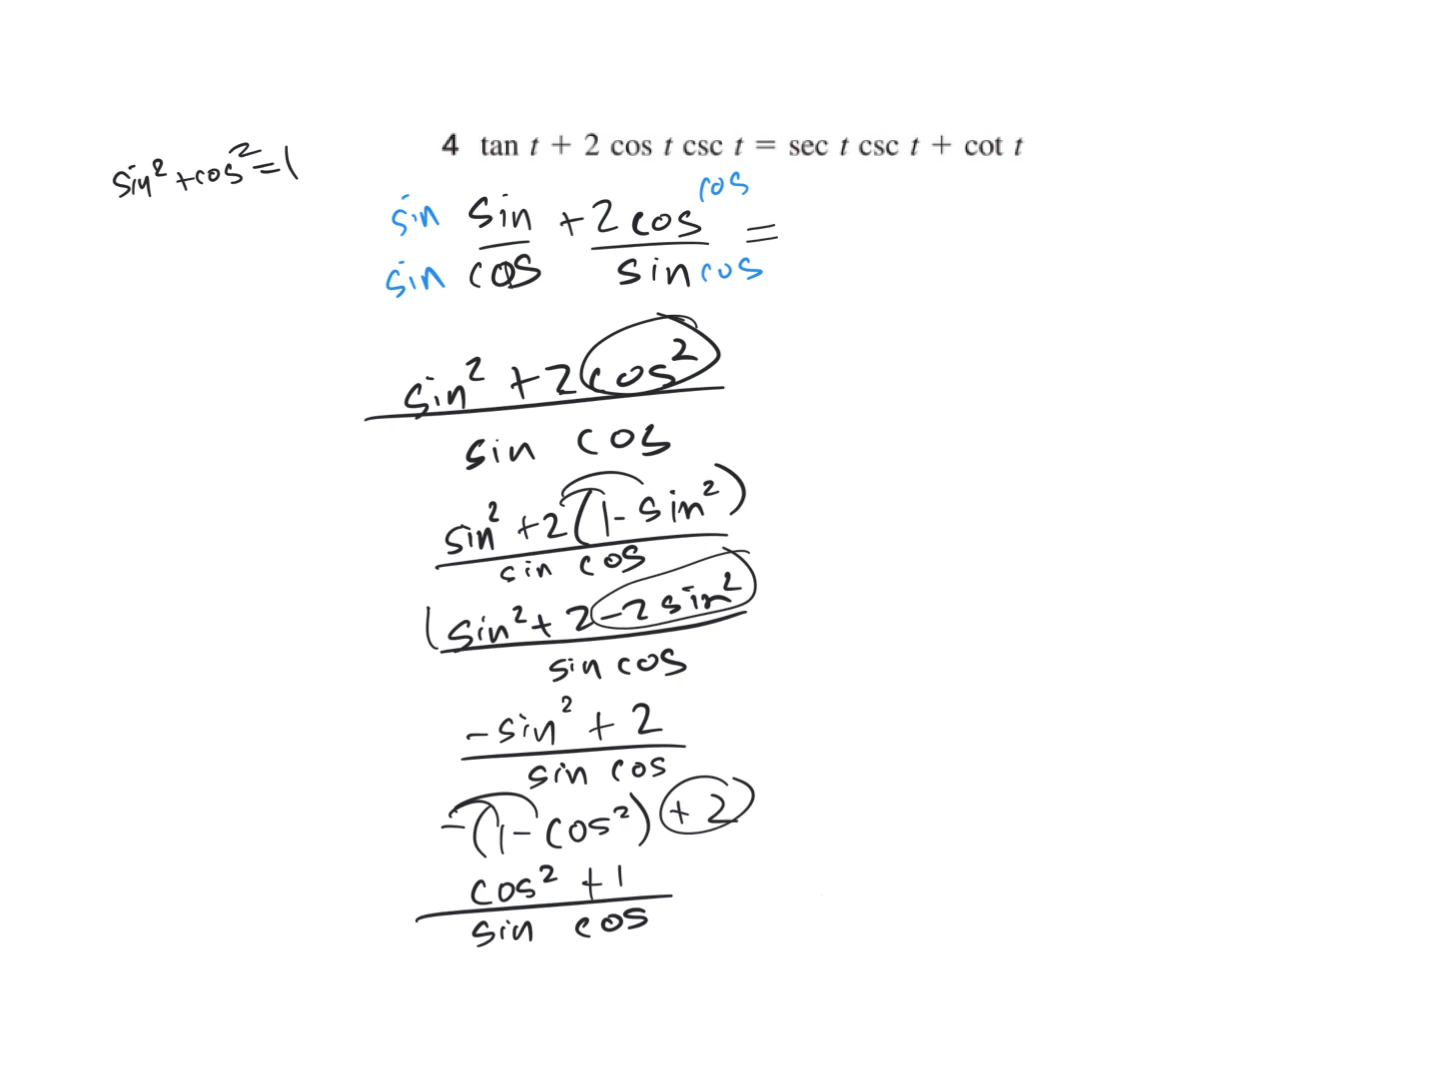 sin² + cos² = 1
4 tan t + 2 cos t csc t = sec t csc t + cot t
sin sin + 2 cos cos =
sin cos sin cos
sin² + 2 cos²
sin cos
sin² + 2(1 - sin²)
sin cos
(sin² + 2 - 2 sin²
sin cos
- sin² + 2
sin cos
-(1 - cos²) + 2
cos² + 1
sin cos